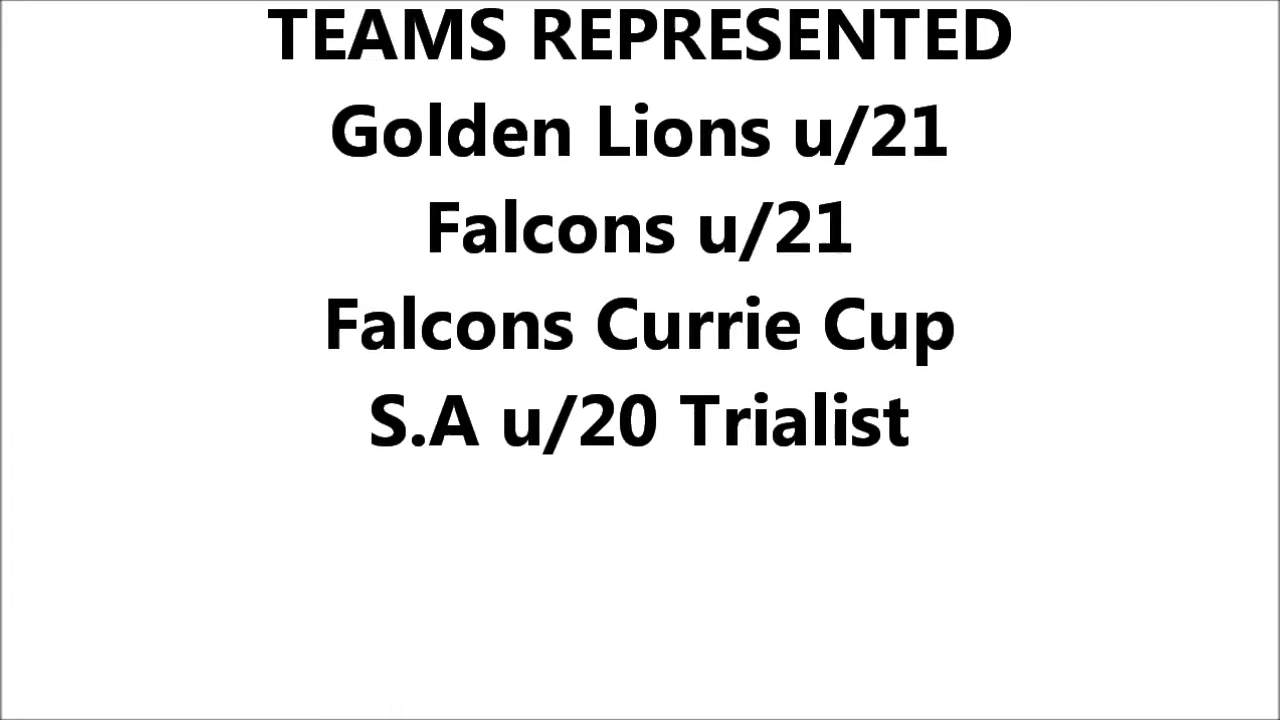 TEAMS REPRESENTED
Golden Lions u/21
Falcons u/21
Falcons Currie Cup
S.A u/20 Trialist